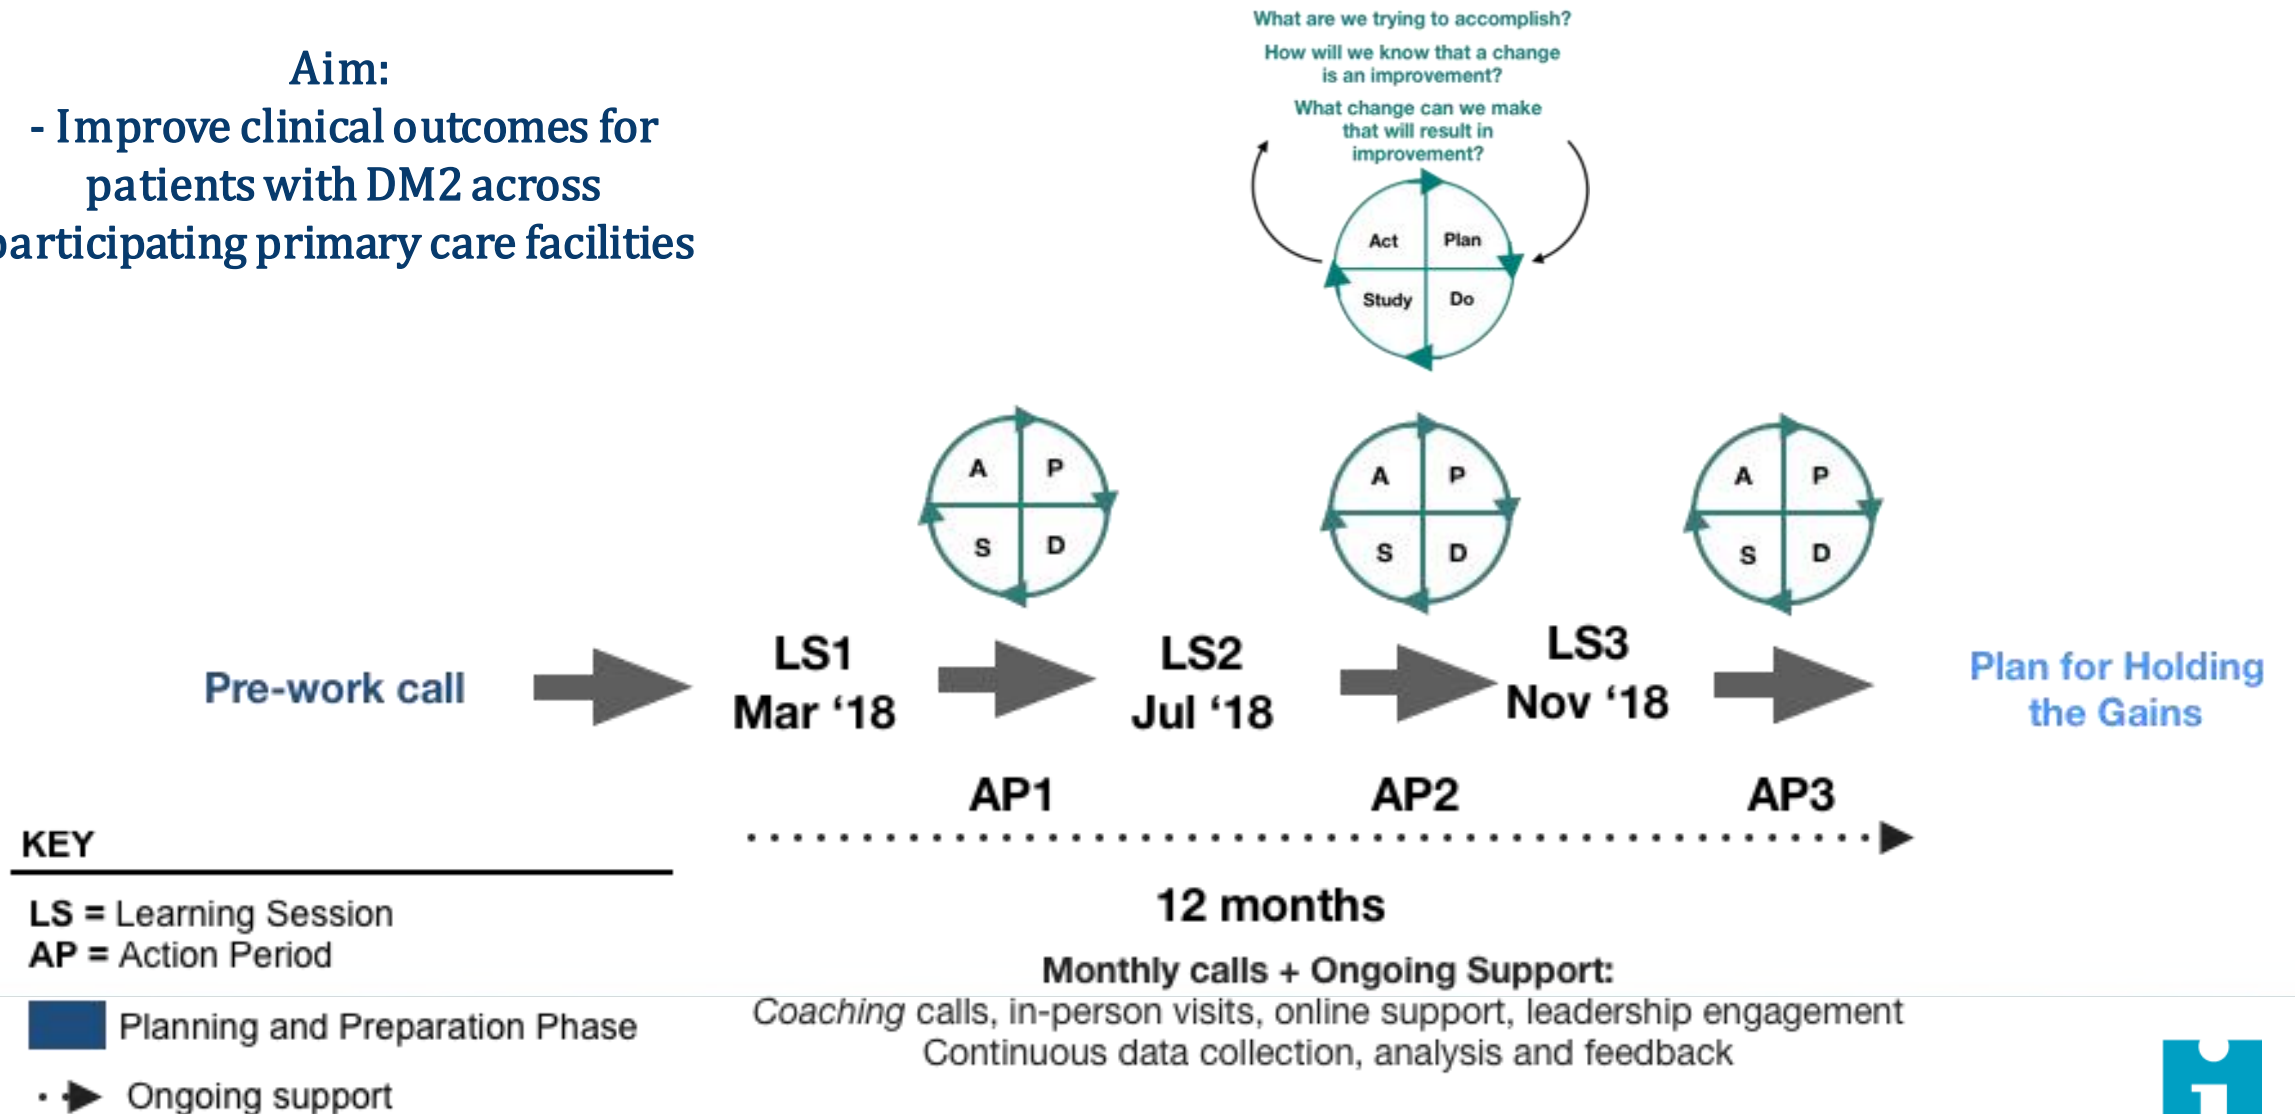 Aim:
- Improve clinical outcomes for
patients with DM2 across
participating primary care facilities
What are we trying to accomplish?
How will we know that a change
is an improvement?
What change can we make
that will result in
improvement?
Act
Plan
Study
Do
A
P
S
D
A
P
S
D
A
P
S
D
Pre-work call
LS1
Mar ‘18
LS2
Jul ‘18
LS3
Nov ‘18
Plan for Holding
the Gains
AP1
AP2
AP3
12 months
Monthly calls + Ongoing Support:
Coaching calls, in-person visits, online support, leadership engagement
Continuous data collection, analysis and feedback
KEY
LS = Learning Session
AP = Action Period
Planning and Preparation Phase
Ongoing support